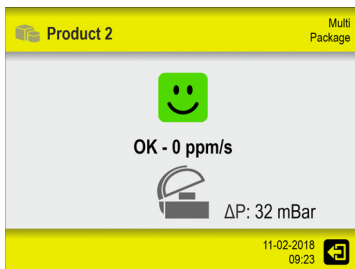 Product 2
Multi
Package
OK - 0 ppm/s
ΔP: 32 mBar
11-02-2018
09:23